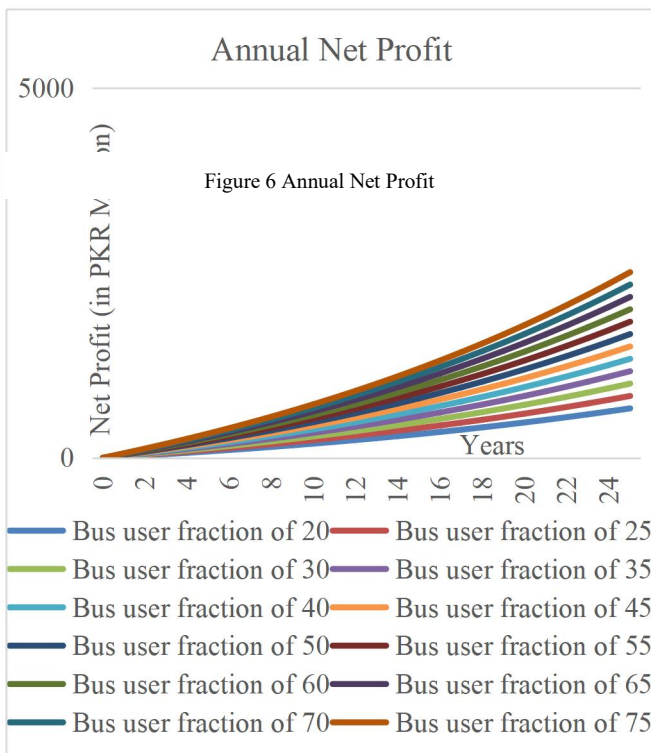 Annual Net Profit
5000
Figure 6 Annual Net Profit
Net Profit (in PKR
0
Years
0 2 4 6 8 10 12 14 16 18 20 22 24
Bus user fraction of 20 Bus user fraction of 25
Bus user fraction of 30 Bus user fraction of 35
Bus user fraction of 40 Bus user fraction of 45
Bus user fraction of 50 Bus user fraction of 55
Bus user fraction of 60 Bus user fraction of 65
Bus user fraction of 70 Bus user fraction of 75